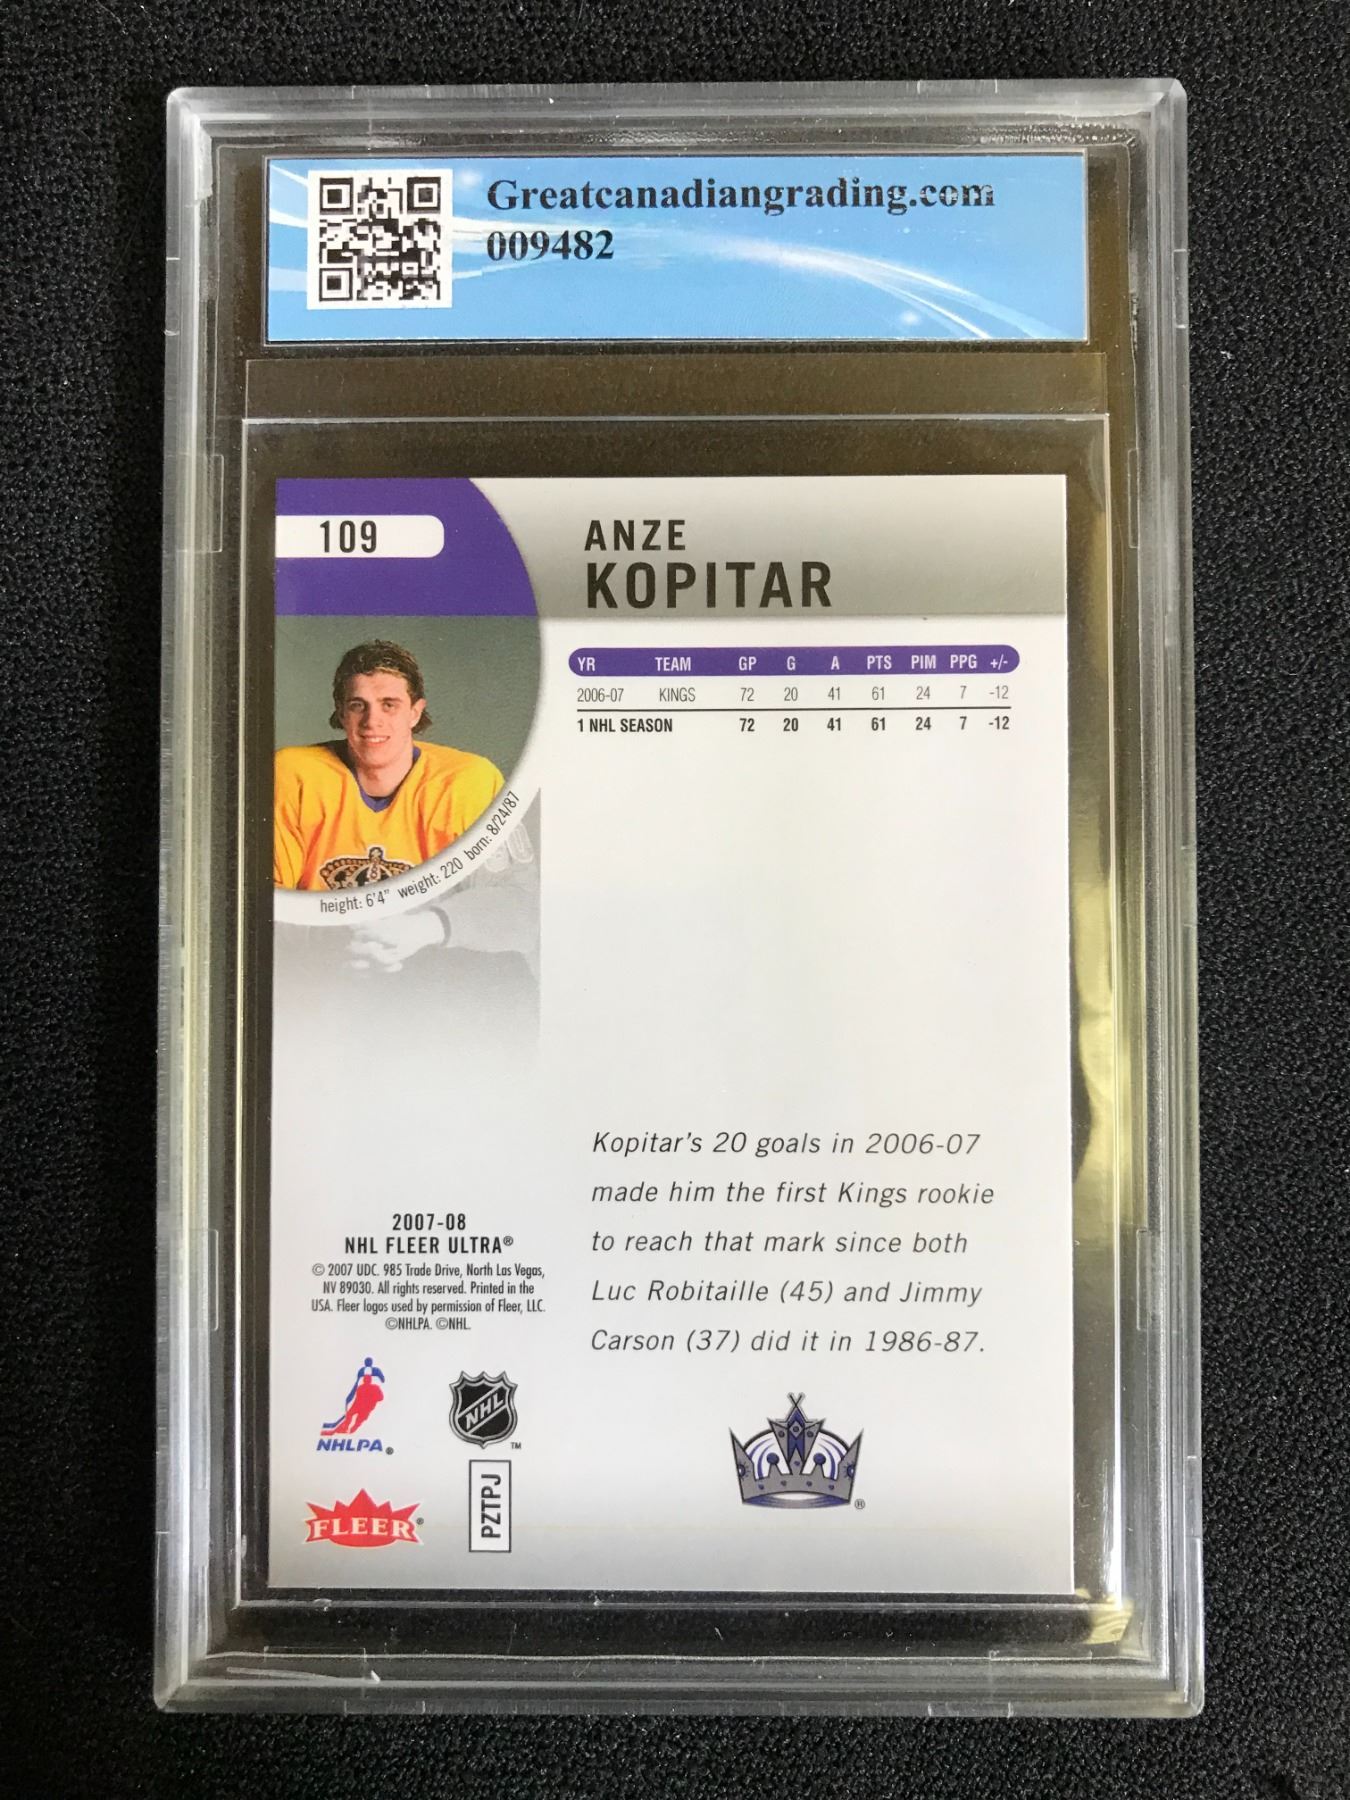 Greatcanadiangrading.com
009482
109
ANZE
KOPITAR
YR TEAM GP G A PTS PIM PPG +/-
2006-07 KINGS 72 20 41 61 24 7 -12
1 NHL SEASON 72 20 41 61 24 7 -12
height: 6'4" weight: 220 born: 8/24/87
Kopitar's 20 goals in 2006-07
made him the first Kings rookie
to reach that mark since both
Luc Robitaille (45) and Jimmy
Carson (37) did it in 1986-87.
2007-08
NHL FLEER ULTRA®
© 2007 UDC. 985 Trade Drive, North Las Vegas,
NV 89030. All rights reserved. Printed in the
USA. Fleer logos used by permission of Fleer, LLC.
©NHLPA. ©NHL.
NHLPA®
NHL™
FLEER®
PZTPJ
®